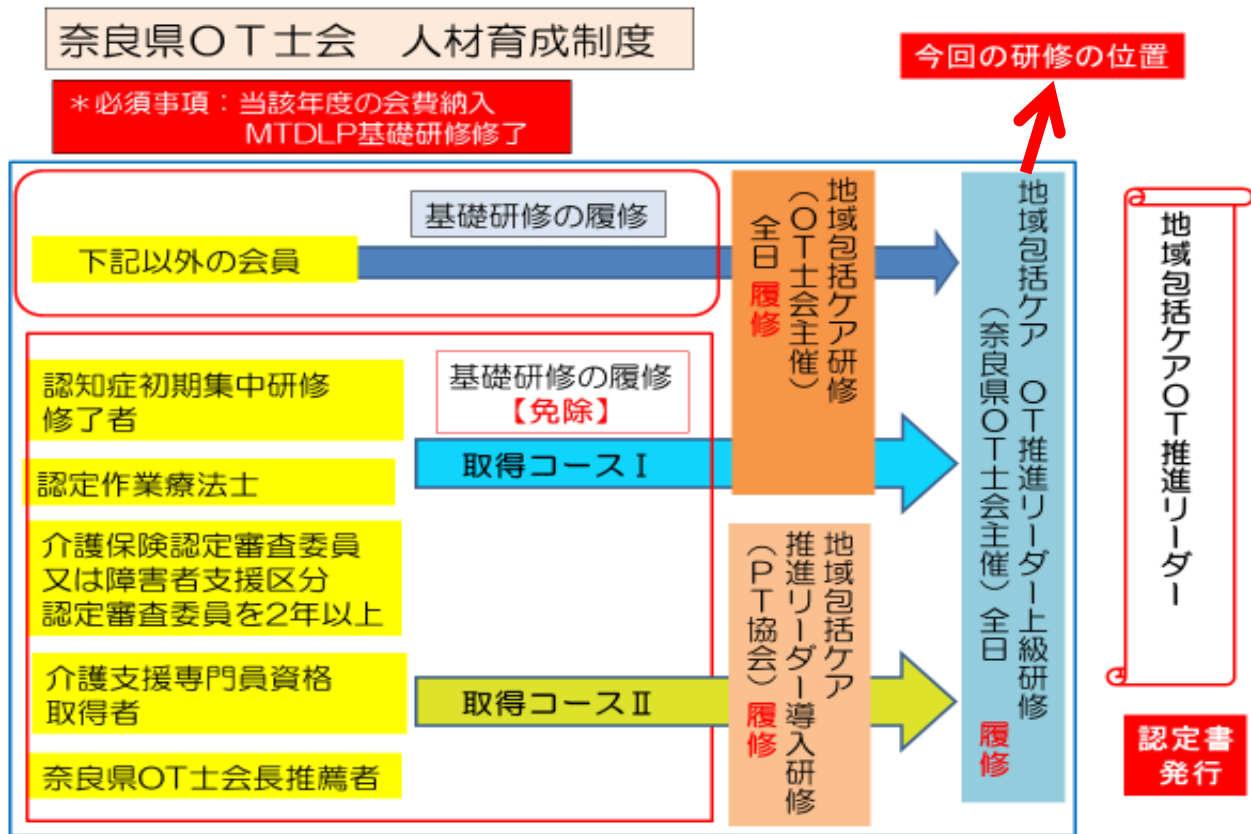 奈良県OT士会　人材育成制度
今回の研修の位置
＊必須事項：当該年度の会費納入
MTDLP基礎研修修了
基礎研修の履修
下記以外の会員
認知症初期集中研修
修了者
認定作業療法士
介護保険認定審査委員
又は障害者支援区分
認定審査委員を2年以上
介護支援専門員資格
取得者
奈良県OT士会長推薦者
基礎研修の履修
【免除】
取得コースⅠ
取得コースⅡ
地域包括ケア研修
（OT士会主催）
全日 履修
地域包括ケア
推進リーダー導入研修
（PT協会）履修
地域包括ケア　OT推進リーダー上級研修
（奈良県OT士会主催）全日　履修
地域包括ケアOT推進リーダー
認定書
発行